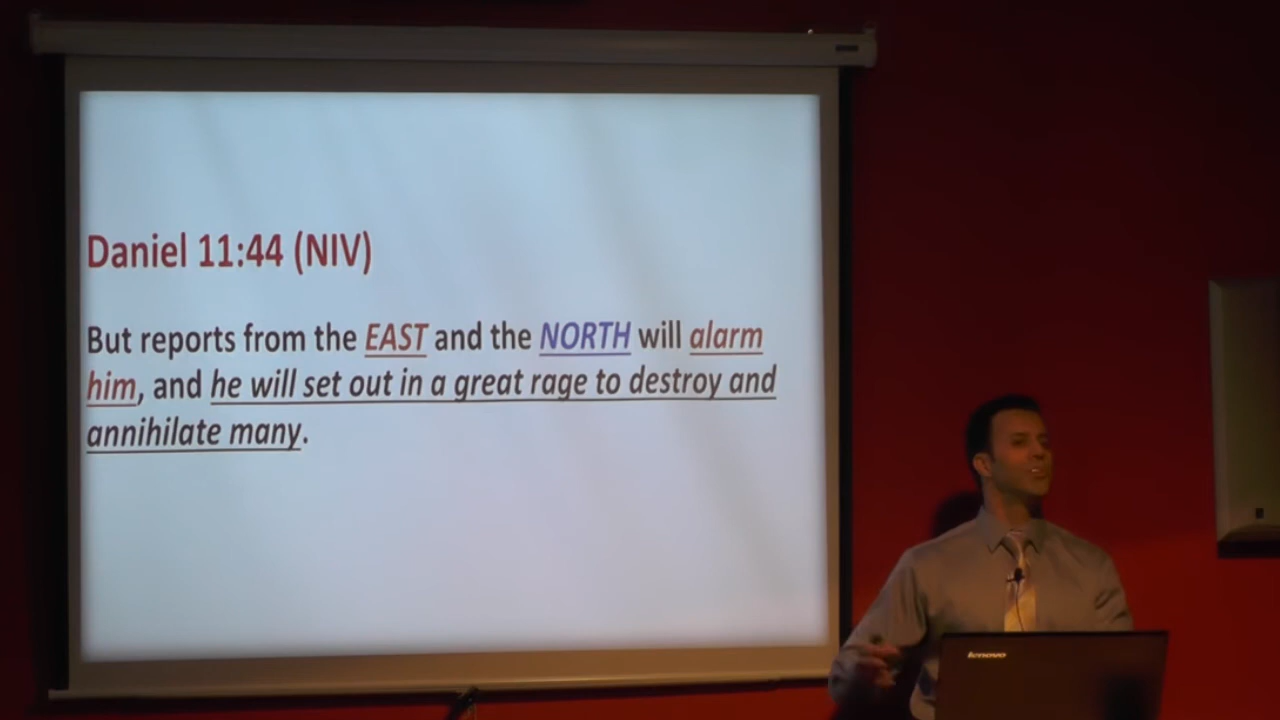 Daniel 11:44 (NIV)
But reports from the EAST and the NORTH will alarm
him, and he will set out in a great rage to destroy and
annihilate many.
lenovo